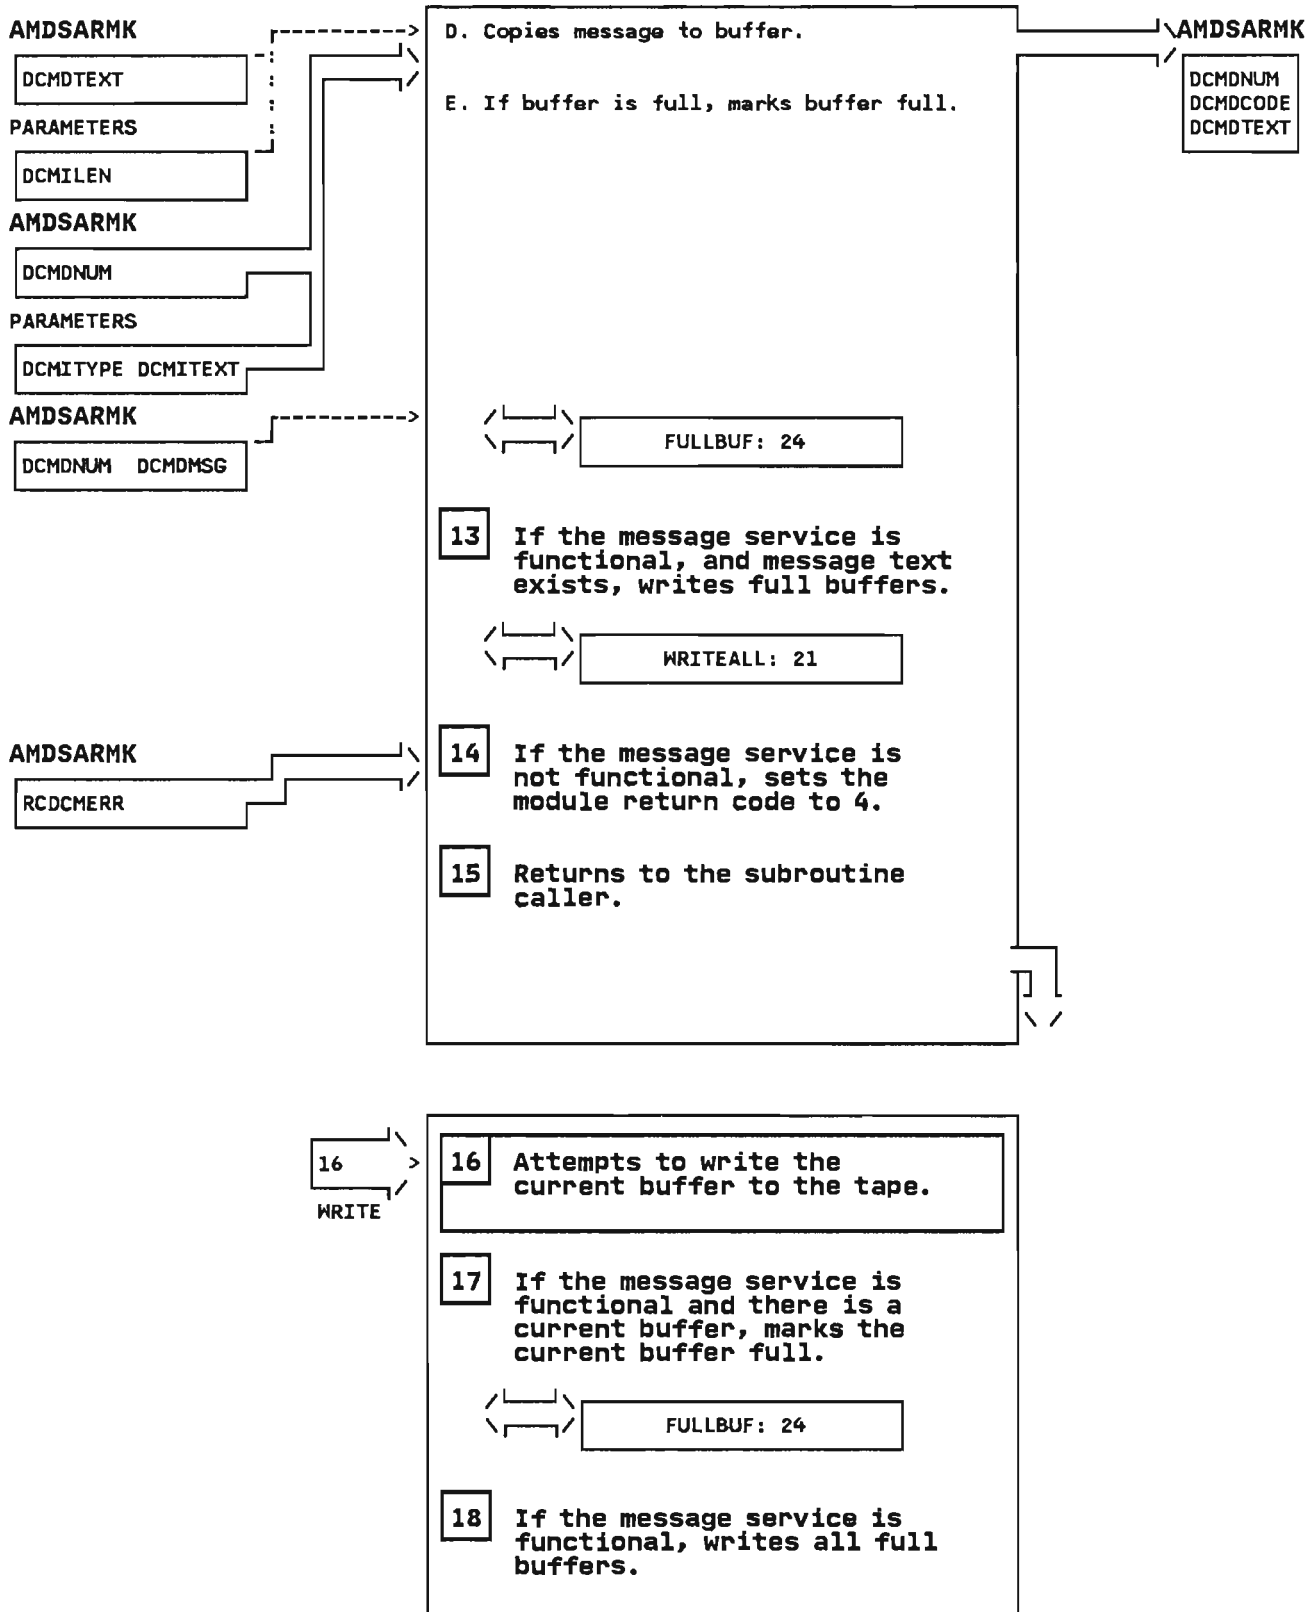 AMDSARMK
DCMDTEXT
PARAMETERS
DCMILEN
AMDSARMK
DCMDNUM
PARAMETERS
DCMITYPE DCMITEXT
AMDSARMK
DCMDNUM DCMDMSG
D. Copies message to buffer.
E. If buffer is full, marks buffer full.
AMDSARMK
DCMDNUM
DCMDCODE
DCMDTEXT
FULLBUF: 24
13 If the message service is
functional, and message text
exists, writes full buffers.
WRITEALL: 21
AMDSARMK
RCDCMERR
14 If the message service is
not functional, sets the
module return code to 4.
15 Returns to the subroutine
caller.
16
WRITE
16 Attempts to write the
current buffer to the tape.
17 If the message service is
functional and there is a
current buffer, marks the
current buffer full.
FULLBUF: 24
18 If the message service is
functional, writes all full
buffers.